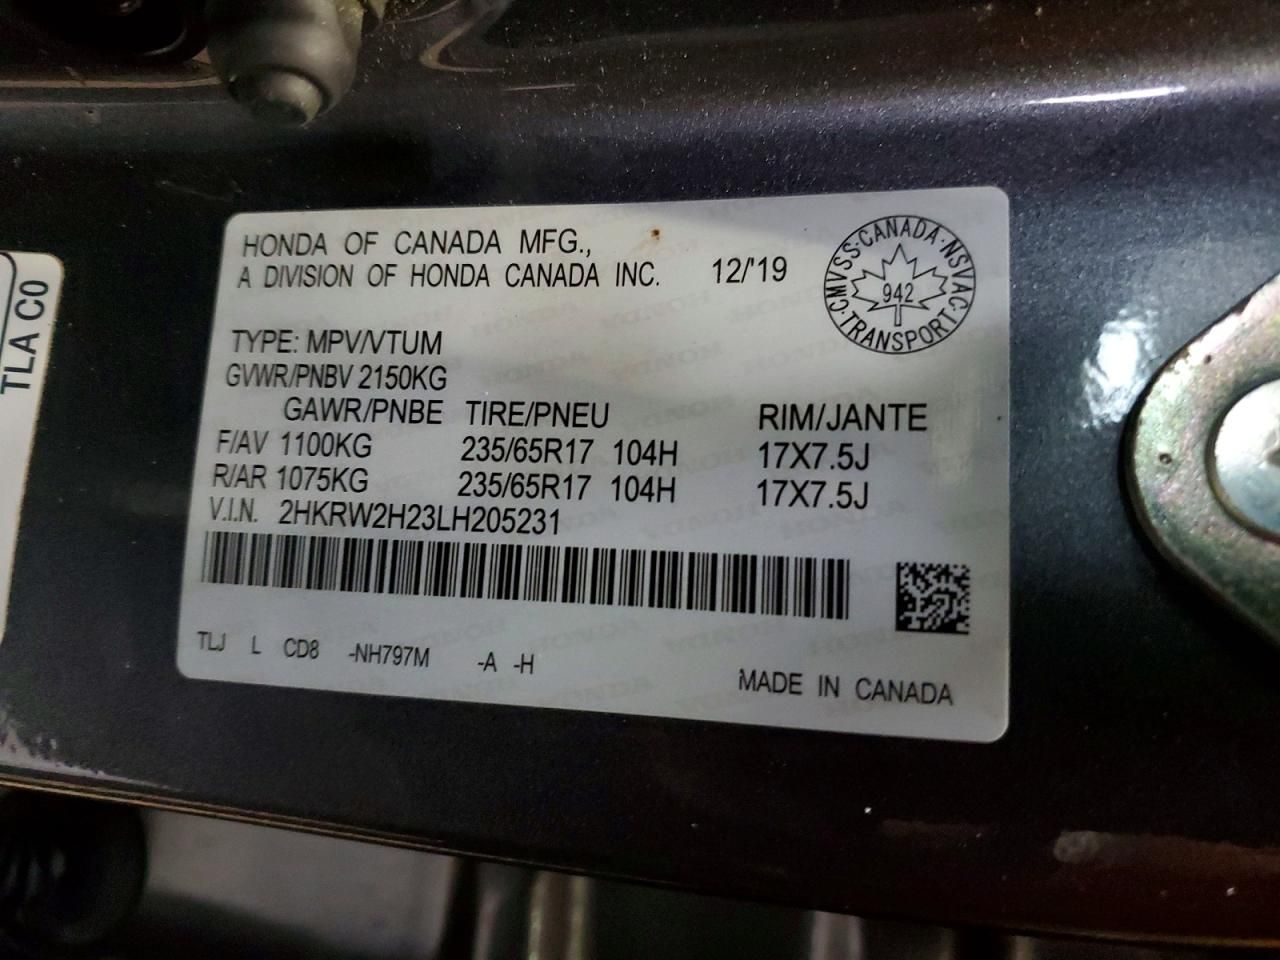 HONDA OF CANADA MFG.,
A DIVISION OF HONDA CANADA INC. 12/'19
CMVSS·CANADA·NSVAC·TRANSPORT·
942
TYPE: MPV/VTUM
GVWR/PNBV 2150KG
GAWR/PNBE TIRE/PNEU RIM/JANTE
F/AV 1100KG 235/65R17 104H 17X7.5J
R/AR 1075KG 235/65R17 104H 17X7.5J
V.I.N. 2HKRW2H23LH205231
TLJ L CD8 -NH797M -A -H
MADE IN CANADA
TLA C0